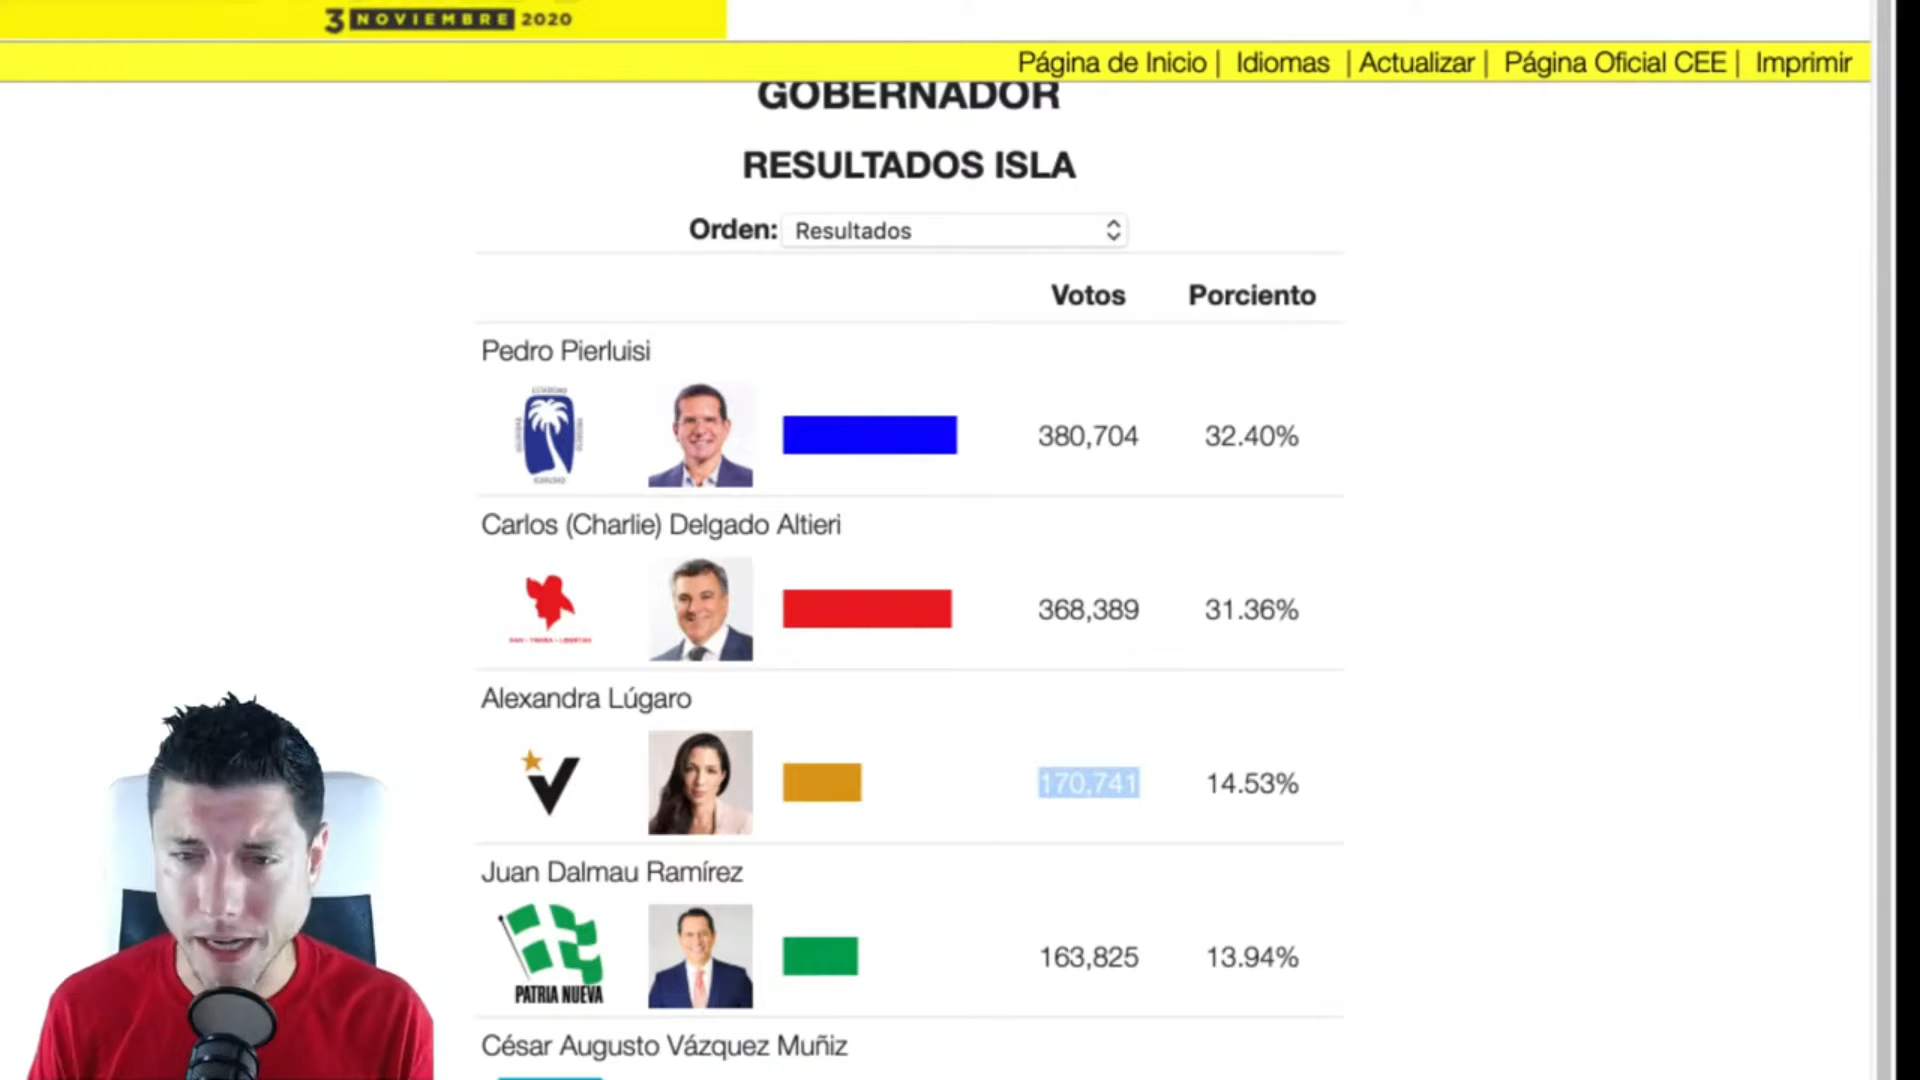 3 NOVIEMBRE 2020
Página de Inicio | Idiomas | Actualizar | Página Oficial CEE | Imprimir
GOBERNADOR
RESULTADOS ISLA
Orden: Resultados
Votos Porciento
Pedro Pierluisi
380,704 32.40%
Carlos (Charlie) Delgado Altieri
368,389 31.36%
Alexandra Lúgaro
170,741 14.53%
Juan Dalmau Ramírez
PATRIA NUEVA
163,825 13.94%
César Augusto Vázquez Muñiz